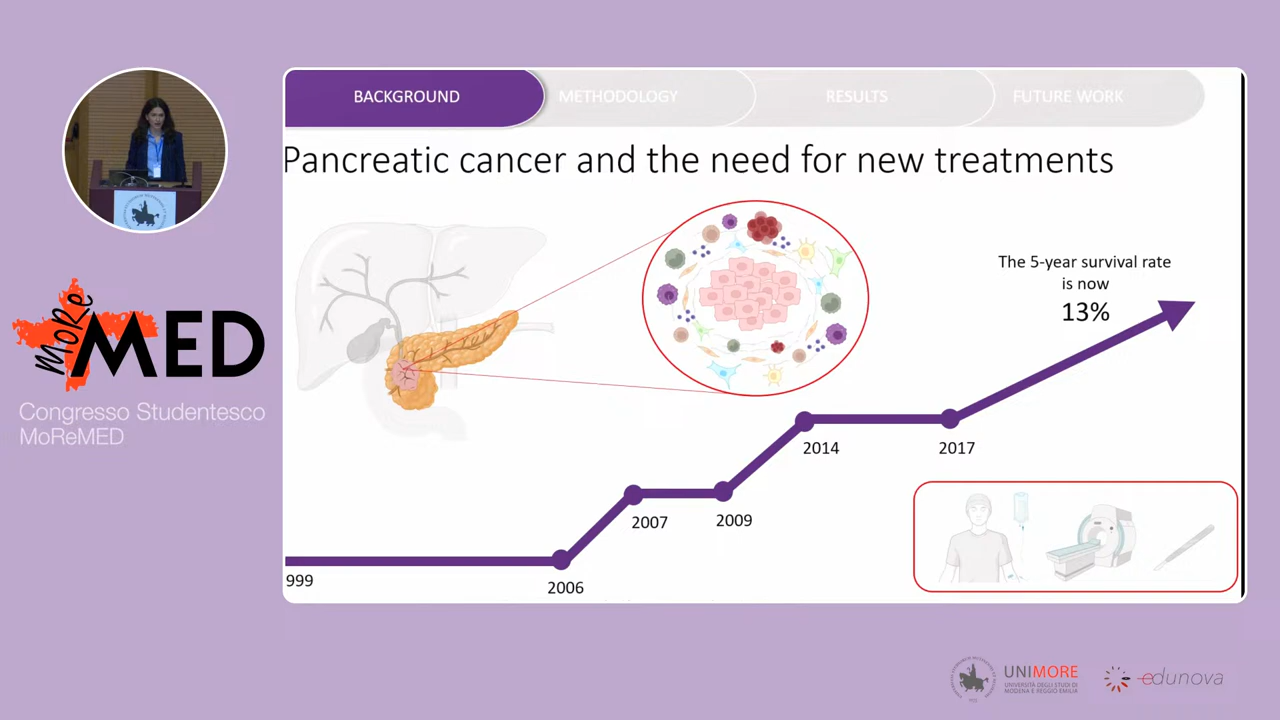 BACKGROUND
METHODOLOGY
RESULTS
FUTURE WORK
Pancreatic cancer and the need for new treatments
The 5-year survival rate
is now
13%
2014
2017
2007
2009
999
2006
MoRe
MED
Congresso Studentesco
MoReMED
UNIMORE
UNIVERSITÀ DEGLI STUDI DI
MODENA E REGGIO EMILIA
edunova